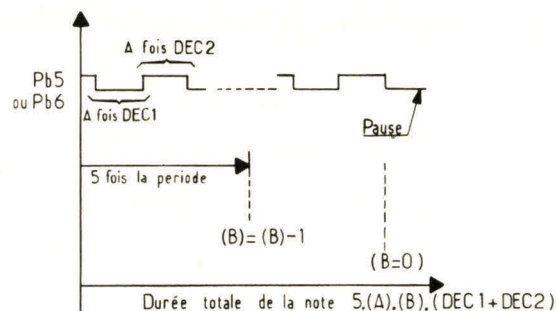 Δ fois DEC2
Pb5
ou Pb6
Δ fois DEC1
Pause
5 fois la periode
(B)=(B)-1
(B=0)
Durée totale de la note 5.(A).(B).(DEC1+DEC2)